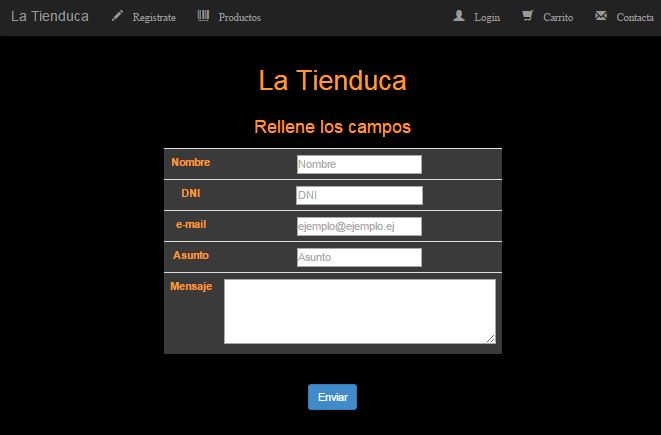 La Tienduca Registrate Productos Login Carrito Contacta
La Tienduca
Rellene los campos
Nombre Nombre
DNI DNI
e-mail ejemplo@ejemplo.ej
Asunto Asunto
Mensaje
Enviar